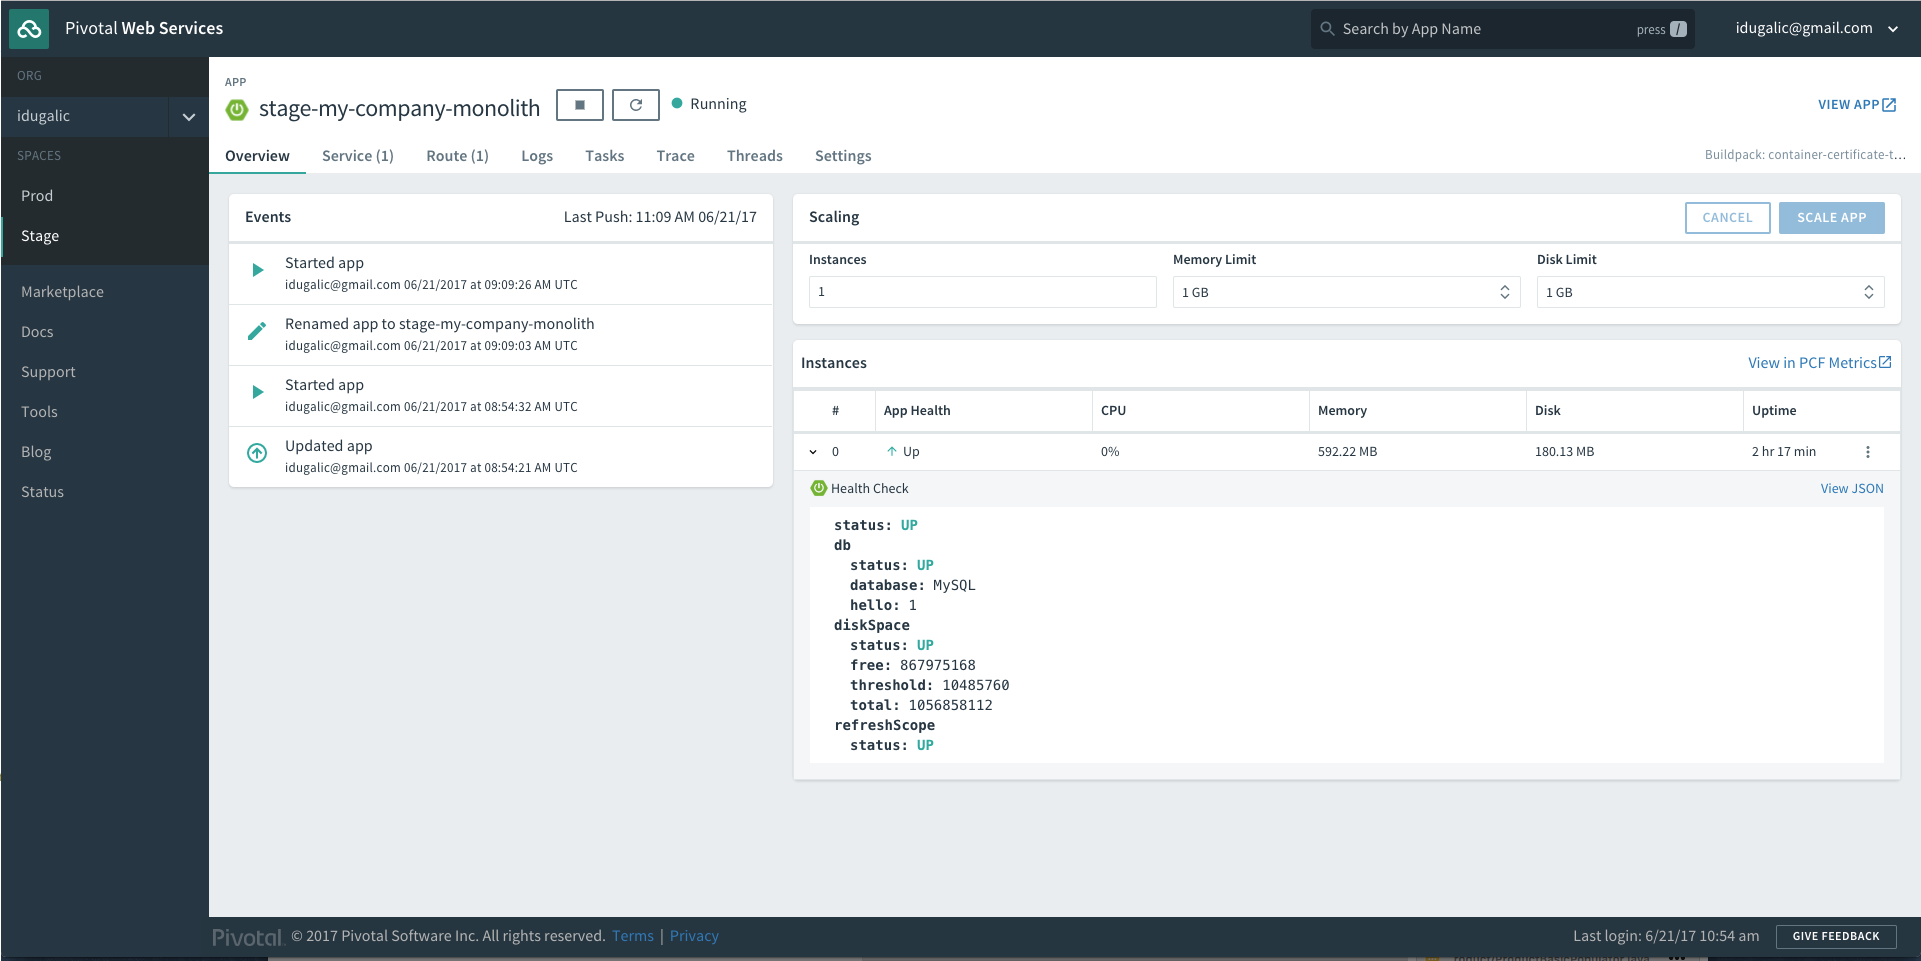 Pivotal Web Services
Search by App Name
press /
idugalic@gmail.com
ORG
idugalic
SPACES
Prod
Stage
Marketplace
Docs
Support
Tools
Blog
Status
APP
stage-my-company-monolith
Running
VIEW APP
Overview Service (1) Route (1) Logs Tasks Trace Threads Settings
Buildpack: container-certificate-t...
Events
Last Push: 11:09 AM 06/21/17
Started app
idugalic@gmail.com 06/21/2017 at 09:09:26 AM UTC
Renamed app to stage-my-company-monolith
idugalic@gmail.com 06/21/2017 at 09:09:03 AM UTC
Started app
idugalic@gmail.com 06/21/2017 at 08:54:32 AM UTC
Updated app
idugalic@gmail.com 06/21/2017 at 08:54:21 AM UTC
Scaling
CANCEL
SCALE APP
Instances Memory Limit Disk Limit
1 1 GB 1 GB
Instances
View in PCF Metrics
# App Health CPU Memory Disk Uptime
0 Up 0% 592.22 MB 180.13 MB 2 hr 17 min
Health Check
View JSON
status: UP
db
status: UP
database: MySQL
hello: 1
diskSpace
status: UP
free: 867975168
threshold: 10485760
total: 1056858112
refreshScope
status: UP
Pivotal © 2017 Pivotal Software Inc. All rights reserved. Terms | Privacy
Last login: 6/21/17 10:54 am
GIVE FEEDBACK